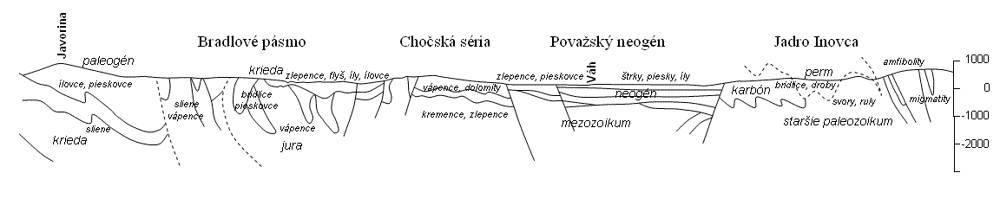 Javorina
Bradlové pásmo
Chočská séria
Považský neogén
Jadro Inovca
paleogén
krieda
zlepence, flyš, íly, ílovce
zlepence, pieskovce
Váh
štrky, piesky, íly
perm
amfibolity
1000
ílovce, pieskovce
bridlice
pieskovce
vápence, dolomity
neogén
karbón
bridlice, droby
0
sliene
vápence
kremence, zlepence
svory, ruly
migmatity
sliene
vápence
mezozoikum
staršie paleozoikum
-1000
krieda
jura
-2000